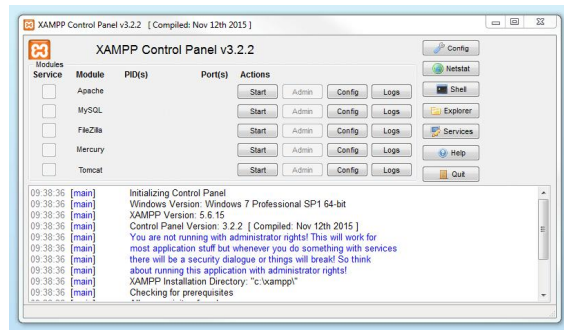 XAMPP Control Panel v3.2.2 [ Compiled: Nov 12th 2015 ]
XAMPP Control Panel v3.2.2
Config
Modules
Service Module PID(s) Port(s) Actions
Netstat
Apache Start Admin Config Logs
Shell
MySQL Start Admin Config Logs
Explorer
FileZilla Start Admin Config Logs
Services
Mercury Start Admin Config Logs
Help
Tomcat Start Admin Config Logs
Quit
09:38:36 [main] Initializing Control Panel
09:38:36 [main] Windows Version: Windows 7 Professional SP1 64-bit
09:38:36 [main] XAMPP Version: 5.6.15
09:38:36 [main] Control Panel Version: 3.2.2 [ Compiled: Nov 12th 2015 ]
09:38:36 [main] You are not running with administrator rights! This will work for
09:38:36 [main] most application stuff but whenever you do something with services
09:38:36 [main] there will be a security dialogue or things will break! So think
09:38:36 [main] about running this application with administrator rights!
09:38:36 [main] XAMPP Installation Directory: "c:\xampp\"
09:38:36 [main] Checking for prerequisites